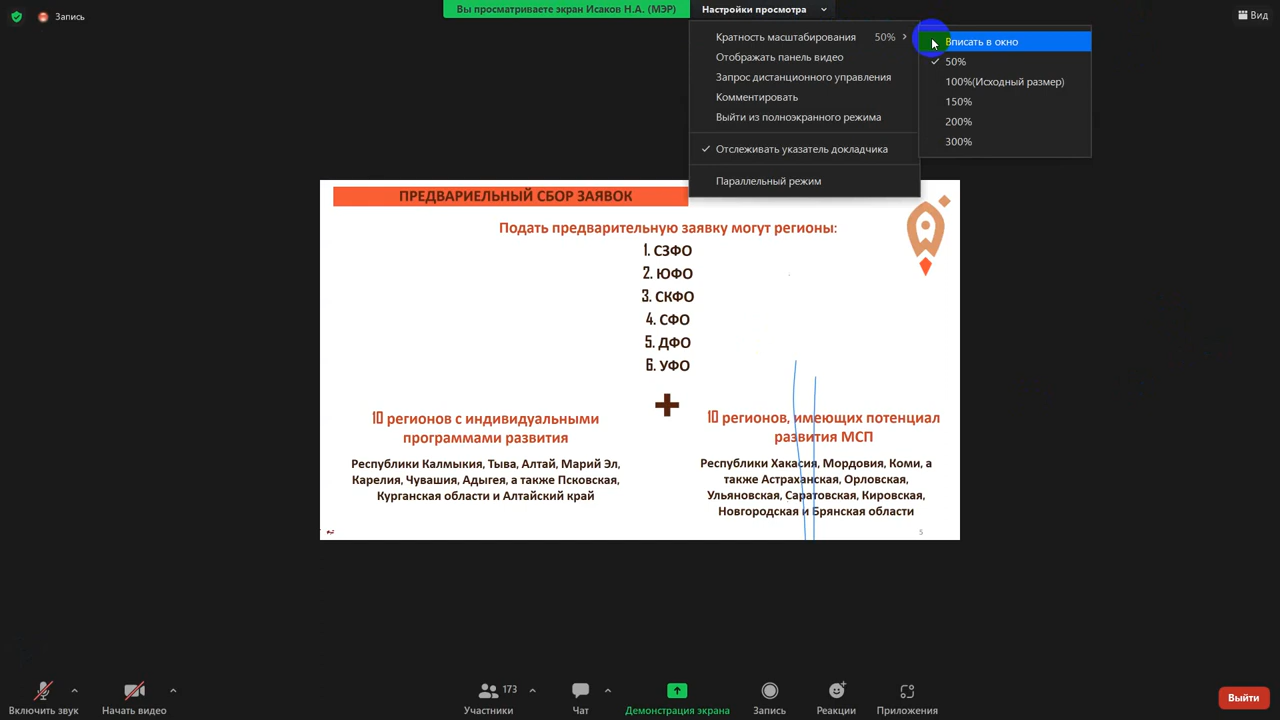 Запись
Вы просматриваете экран Исаков Н.А. (МЭР)
Настройки просмотра
Вид
Кратность масштабирования 50%
Отображать панель видео
Запрос дистанционного управления
Комментировать
Выйти из полноэкранного режима
Отслеживать указатель докладчика
Параллельный режим
Вписать в окно
50%
100%(Исходный размер)
150%
200%
300%
ПРЕДВАРИЕЛЬНЫЙ СБОР ЗАЯВОК
Подать предварительную заявку могут регионы:
1. СЗФО
2. ЮФО
3. СКФО
4. СФО
5. ДФО
6. УФО
+
10 регионов с индивидуальными
программами развития
Республики Калмыкия, Тыва, Алтай, Марий Эл,
Карелия, Чувашия, Адыгея, а также Псковская,
Курганская области и Алтайский край
10 регионов, имеющих потенциал
развития МСП
Республики Хакасия, Мордовия, Коми, а
также Астраханская, Орловская,
Ульяновская, Саратовская, Кировская,
Новгородская и Брянская области
5
Включить звук
Начать видео
173
Участники
Чат
Демонстрация экрана
Запись
Реакции
Приложения
Выйти